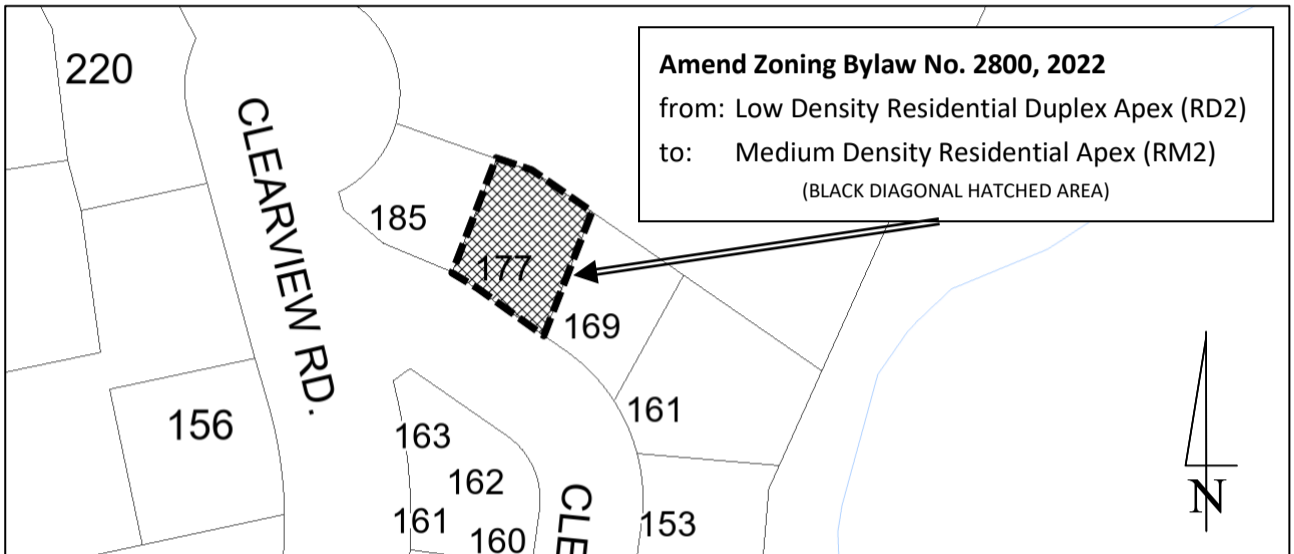 Amend Zoning Bylaw No. 2800, 2022
from: Low Density Residential Duplex Apex (RD2)
to: Medium Density Residential Apex (RM2)
(BLACK DIAGONAL HATCHED AREA)
220
CLEARVIEW RD.
185
177
169
161
156
163
162
161
160
CLE
153
N